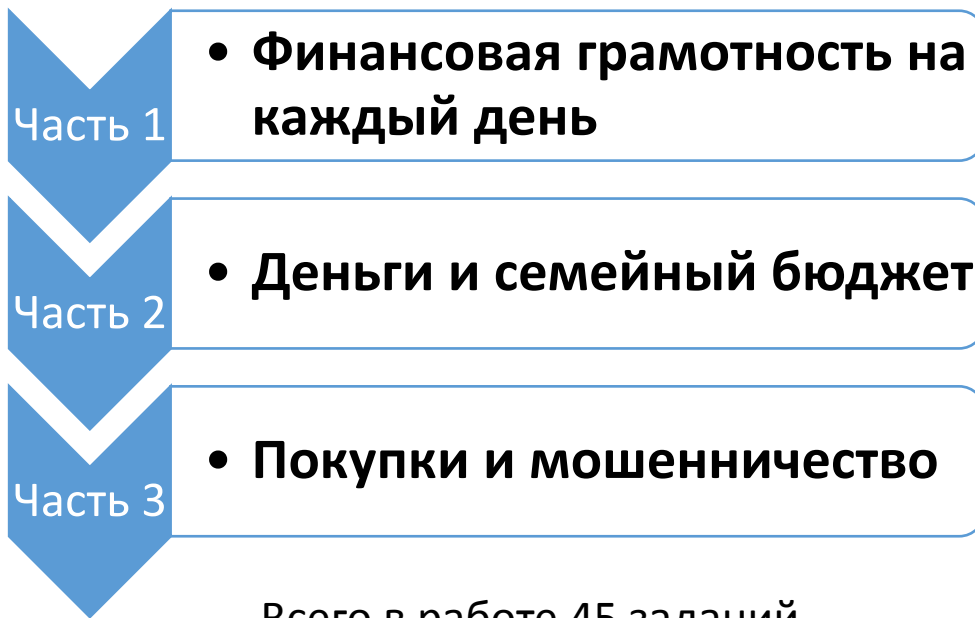 Часть 1
• Финансовая грамотность на
каждый день
Часть 2
• Деньги и семейный бюджет
Часть 3
• Покупки и мошенничество
Всего в работе 45 заданий